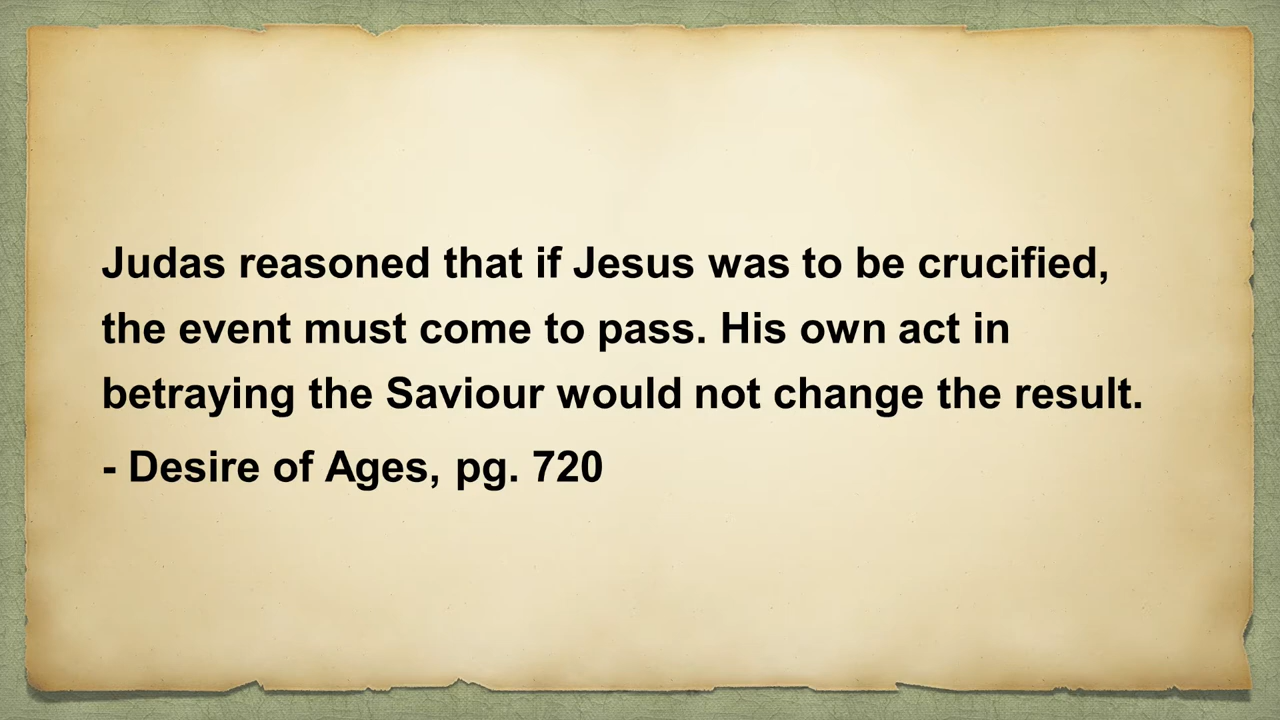 Judas reasoned that if Jesus was to be crucified,
the event must come to pass. His own act in
betraying the Saviour would not change the result.
- Desire of Ages, pg. 720